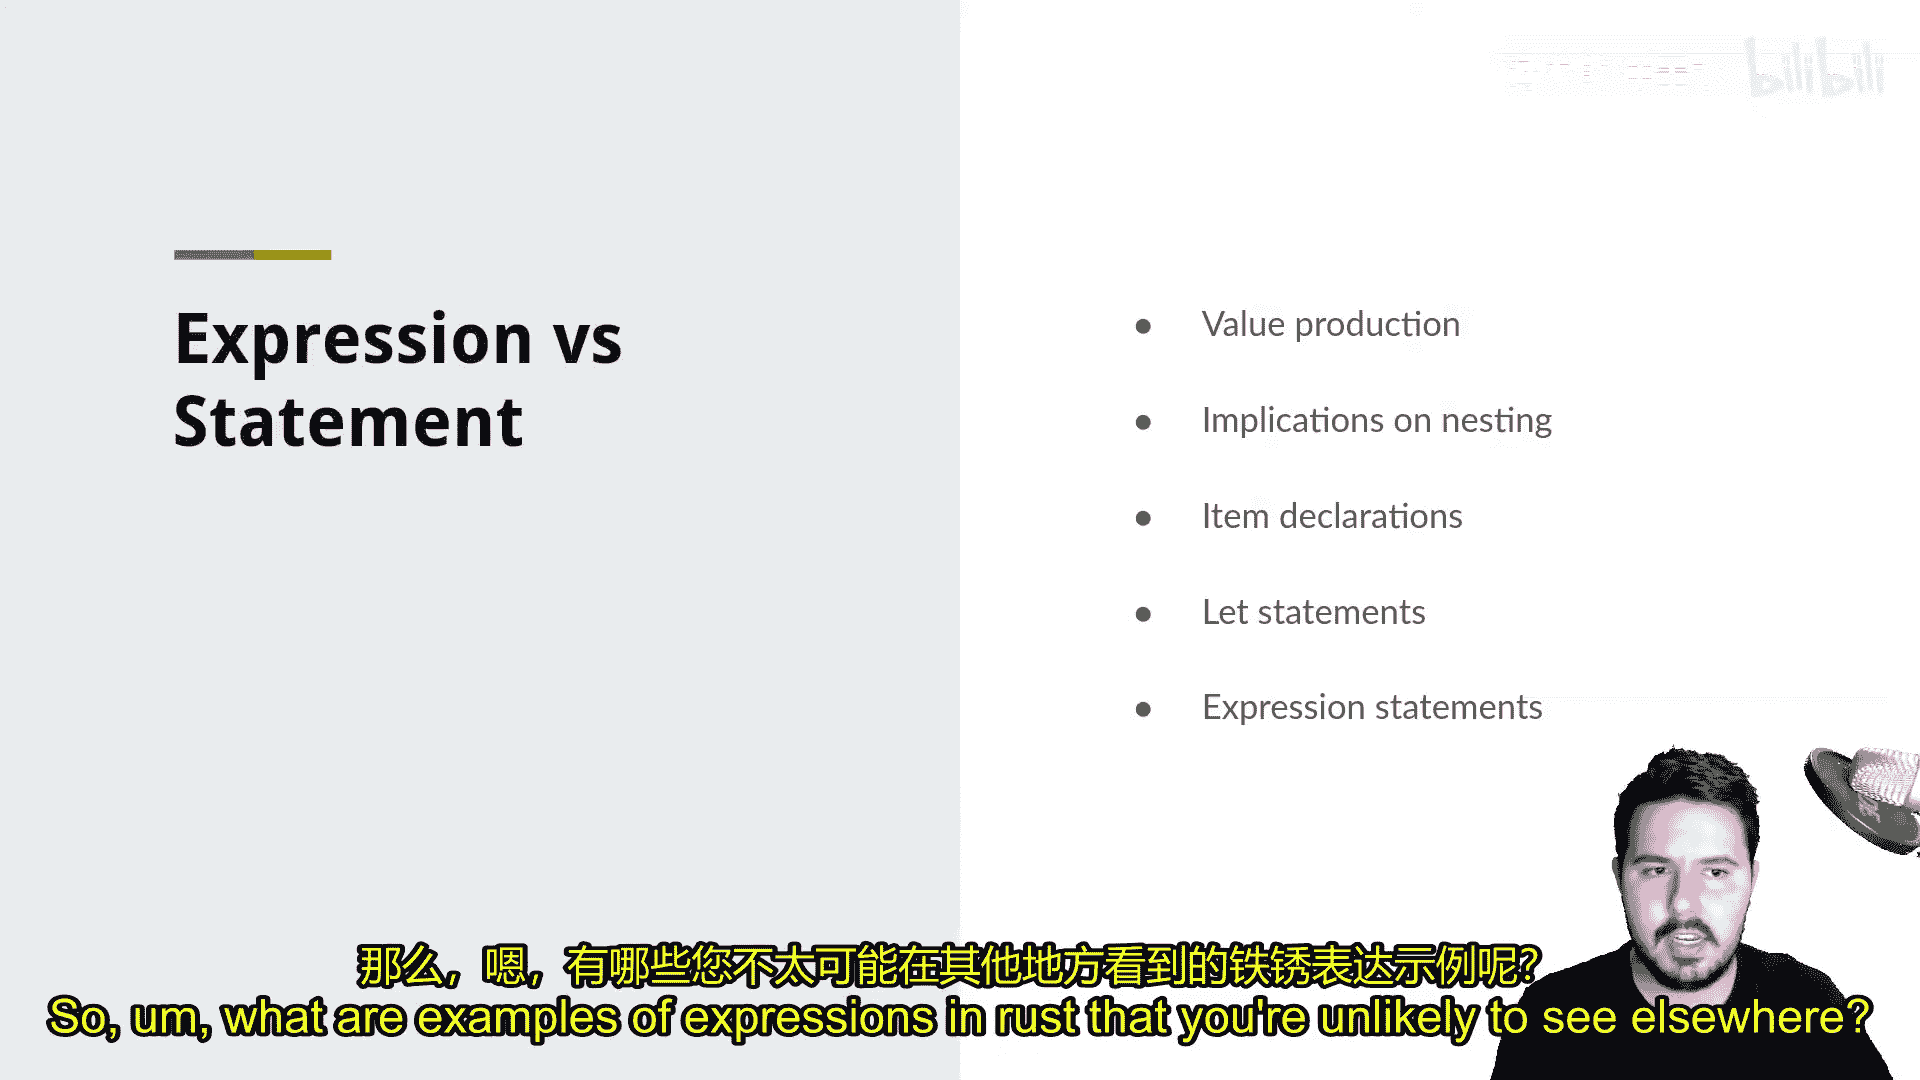 bilibili
Expression vs
Statement
● Value production
● Implications on nesting
● Item declarations
● Let statements
● Expression statements
那么，嗯，有哪些您不太可能在其他地方看到的铁锈表达示例呢？
So, um, what are examples of expressions in rust that you're unlikely to see elsewhere?